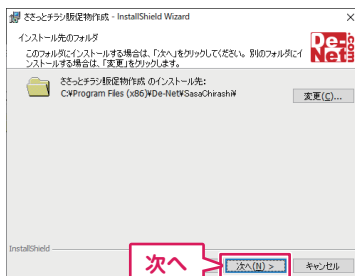 ささっとチラシ販促物作成 - InstallShield Wizard
インストール先のフォルダ
このフォルダにインストールする場合は、「次へ」をクリックしてください。別のフォルダにイ
ンストールする場合は、「変更」をクリックします。
De-Net.com
ささっとチラシ販促物作成 のインストール先:
C:¥Program Files (x86)¥De-Net¥SasaChirashi¥
変更(C)...
InstallShield
次へ
次へ(N) >
キャンセル